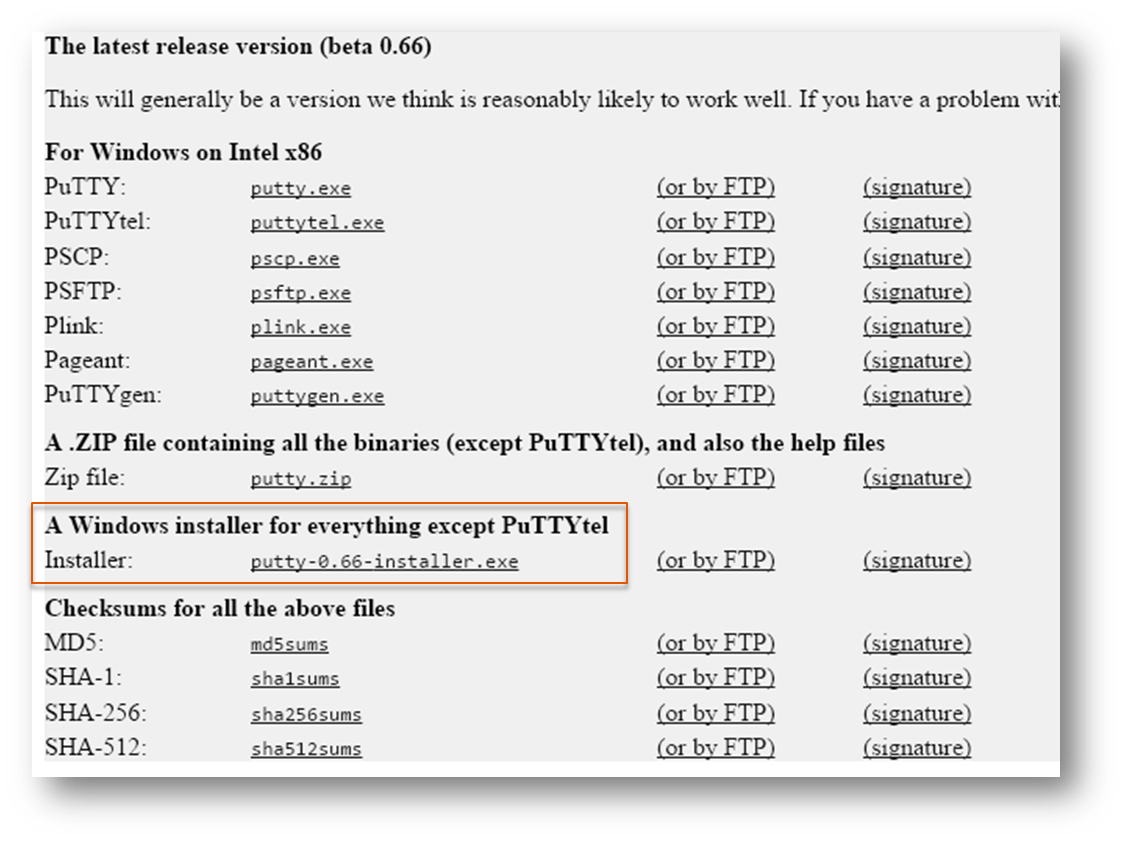 The latest release version (beta 0.66)
This will generally be a version we think is reasonably likely to work well. If you have a problem
For Windows on Intel x86
PuTTY: putty.exe (or by FTP) (signature)
PuTTYtel: puttytel.exe (or by FTP) (signature)
PSCP: pscp.exe (or by FTP) (signature)
PSFTP: psftp.exe (or by FTP) (signature)
Plink: plink.exe (or by FTP) (signature)
Pageant: pageant.exe (or by FTP) (signature)
PuTTYgen: puttygen.exe (or by FTP) (signature)
A .ZIP file containing all the binaries (except PuTTYtel), and also the help files
Zip file: putty.zip (or by FTP) (signature)
A Windows installer for everything except PuTTYtel
Installer: putty-0.66-installer.exe (or by FTP) (signature)
Checksums for all the above files
MD5: md5sums (or by FTP) (signature)
SHA-1: sha1sums (or by FTP) (signature)
SHA-256: sha256sums (or by FTP) (signature)
SHA-512: sha512sums (or by FTP) (signature)